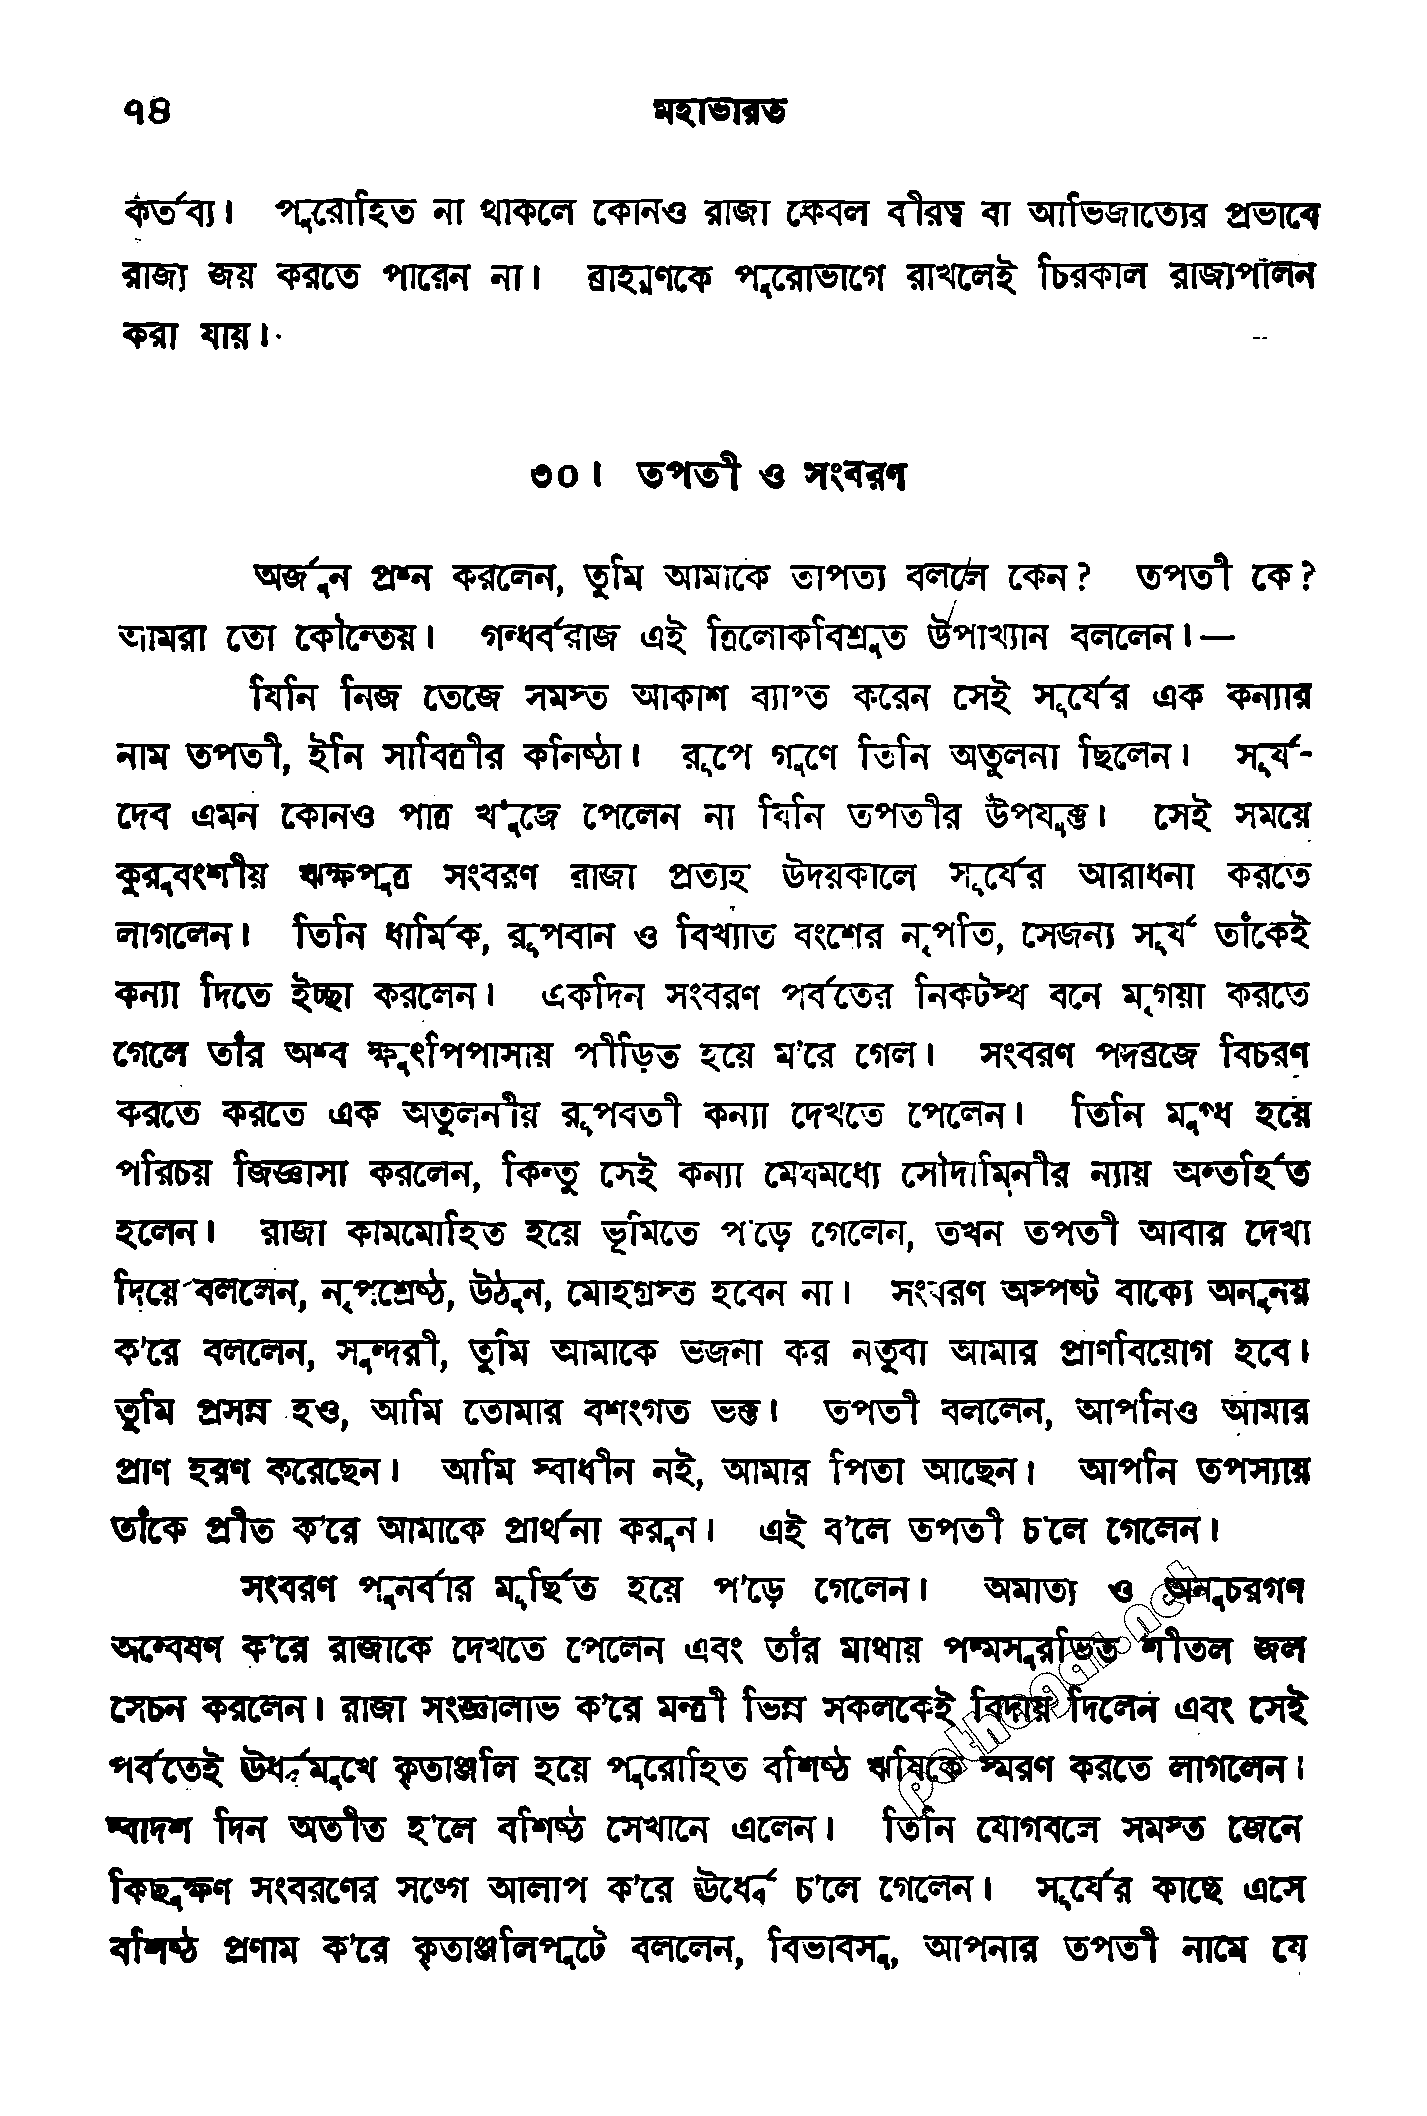 ৭৪ মহাভারত
কর্তব্য। পুরোহিত না থাকলে কোনও রাজা কেবল বীরত্ব বা আভিজাত্যের প্রভাবে
রাজ্য জয় করতে পারেন না। ব্রাহ্মণকে পুরোভাগে রাখলেই চিরকাল রাজ্যপালন
করা যায়।
৩০। তপতী ও সংবরণ
অর্জুন প্রশ্ন করলেন, তুমি আমাকে তাপত্য বললে কেন? তপতী কে?
আমরা তো কৌন্তেয়। গন্ধর্বরাজ এই ত্রিলোকবিশ্রুত উপাখ্যান বললেন।—
যিনি নিজ তেজে সমস্ত আকাশ ব্যাপ্ত করেন সেই সূর্যের এক কন্যার
নাম তপতী, ইনি সাবিত্রীর কনিষ্ঠা। রূপে গুণে তিনি অতুলনা ছিলেন। সূর্য-
দেব এমন কোনও পাত্র খুঁজে পেলেন না যিনি তপতীর উপযুক্ত। সেই সময়ে
কুরুবংশীয় ঋক্ষপুত্র সংবরণ রাজা প্রত্যহ উদয়কালে সূর্যের আরাধনা করতে
লাগলেন। তিনি ধার্মিক, রূপবান ও বিখ্যাত বংশের নৃপতি, সেজন্য সূর্য তাঁকেই
কন্যা দিতে ইচ্ছা করলেন। একদিন সংবরণ পর্বতের নিকটস্থ বনে মৃগয়া করতে
গেলে তাঁর অশ্ব ক্ষুৎপিপাসায় পীড়িত হয়ে ম'রে গেল। সংবরণ পদব্রজে বিচরণ
করতে করতে এক অতুলনীয় রূপবতী কন্যা দেখতে পেলেন। তিনি মুগ্ধ হয়ে
পরিচয় জিজ্ঞাসা করলেন, কিন্তু সেই কন্যা মেঘমধ্যে সৌদামিনীর ন্যায় অন্তর্হিত
হলেন। রাজা কামমোহিত হয়ে ভূমিতে প'ড়ে গেলেন, তখন তপতী আবার দেখা
দিয়ে বললেন, নৃপশ্রেষ্ঠ, উঠুন, মোহগ্রস্ত হবেন না। সংবরণ অস্পষ্ট বাক্যে অনুনয়
ক'রে বললেন, সুন্দরী, তুমি আমাকে ভজনা কর নতুবা আমার প্রাণবিয়োগ হবে।
তুমি প্রসন্ন হও, আমি তোমার বশংগত ভক্ত। তপতী বললেন, আপনিও আমার
প্রাণ হরণ করেছেন। আমি স্বাধীন নই, আমার পিতা আছেন। আপনি তপস্যায়
তাঁকে প্রীত ক'রে আমাকে প্রার্থনা করুন। এই ব'লে তপতী চ'লে গেলেন।
সংবরণ পুনর্বার মূর্ছিত হয়ে প'ড়ে গেলেন। অমাত্য ও অনুচরগণ
অন্বেষণ ক'রে রাজাকে দেখতে পেলেন এবং তাঁর মাথায় পদ্মসুরভিত শীতল জল
সেচন করলেন। রাজা সংজ্ঞালাভ ক'রে মন্ত্রী ভিন্ন সকলকেই বিদায় দিলেন এবং সেই
পর্বতেই ঊর্ধ্বমুখে কৃতাঞ্জলি হয়ে পুরোহিত বশিষ্ঠ ঋষিকে স্মরণ করতে লাগলেন।
দ্বাদশ দিন অতীত হ'লে বশিষ্ঠ সেখানে এলেন। তিনি যোগবলে সমস্ত জেনে
কিছুক্ষণ সংবরণের সঙ্গে আলাপ ক'রে ঊর্ধ্বে চ'লে গেলেন। সূর্যের কাছে এসে
বশিষ্ঠ প্রণাম ক'রে কৃতাঞ্জলিপুটে বললেন, বিভাবসু, আপনার তপতী নামে যে
pathagar.net